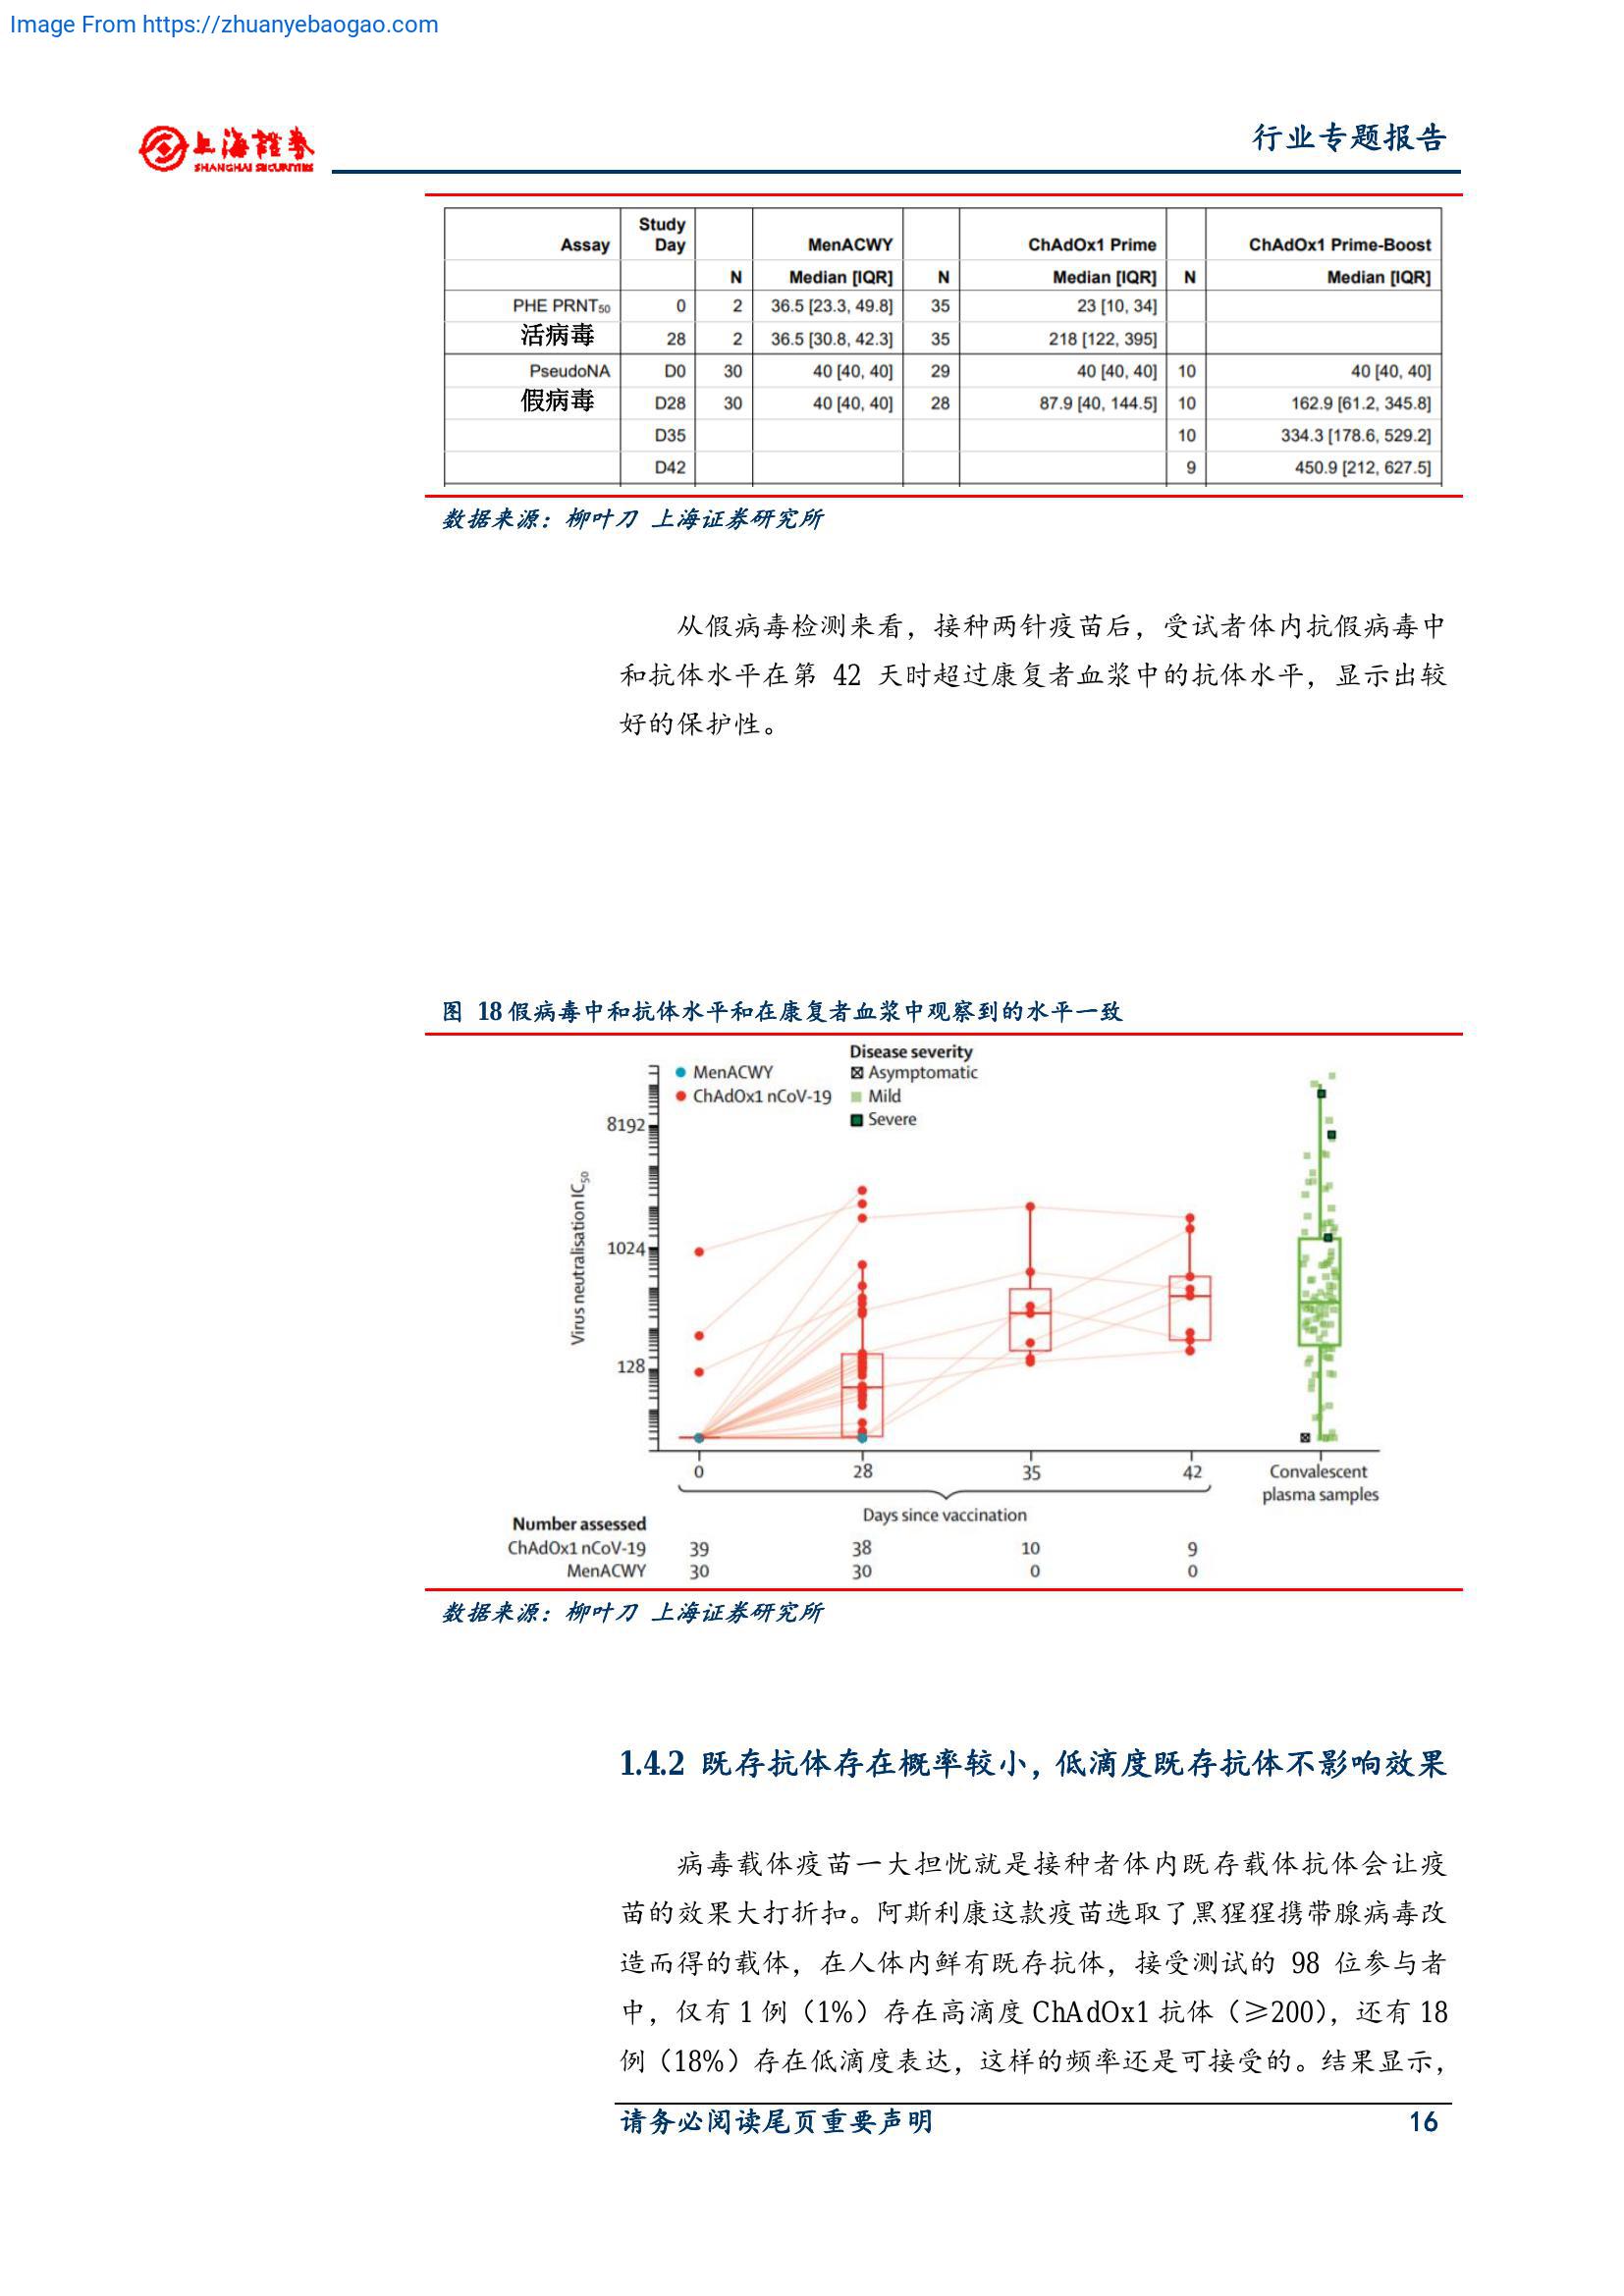 Image From https://zhuanyebaogao.com
上海證券
SHANGHAI SECURITIES
行业专题报告
Assay Study Day MenACWY ChAdOx1 Prime ChAdOx1 Prime-Boost
N Median [IQR] N Median [IQR] N Median [IQR]
PHE PRNT₅₀ 0 2 36.5 [23.3, 49.8] 35 23 [10, 34]
活病毒 28 2 36.5 [30.8, 42.3] 35 218 [122, 395]
PseudoNA D0 30 40 [40, 40] 29 40 [40, 40] 10 40 [40, 40]
假病毒 D28 30 40 [40, 40] 28 87.9 [40, 144.5] 10 162.9 [61.2, 345.8]
D35 10 334.3 [178.6, 529.2]
D42 9 450.9 [212, 627.5]
数据来源：柳叶刀 上海证券研究所
从假病毒检测来看，接种两针疫苗后，受试者体内抗假病毒中
和抗体水平在第 42 天时超过康复者血浆中的抗体水平，显示出较
好的保护性。
图 18 假病毒中和抗体水平和在康复者血浆中观察到的水平一致
MenACWY
ChAdOx1 nCoV-19
Disease severity
Asymptomatic
Mild
Severe
Virus neutralisation IC₅₀
8192
1024
128
0 28 35 42 Convalescent
plasma samples
Days since vaccination
Number assessed
ChAdOx1 nCoV-19 39 38 10 9
MenACWY 30 30 0 0
数据来源：柳叶刀 上海证券研究所
1.4.2 既存抗体存在概率较小，低滴度既存抗体不影响效果
病毒载体疫苗一大担忧就是接种者体内既存载体抗体会让疫
苗的效果大打折扣。阿斯利康这款疫苗选取了黑猩猩携带腺病毒改
造而得的载体，在人体内鲜有既存抗体，接受测试的 98 位参与者
中，仅有 1 例（1%）存在高滴度 ChAdOx1 抗体（≥200），还有 18
例（18%）存在低滴度表达，这样的频率还是可接受的。结果显示，
请务必阅读尾页重要声明 16